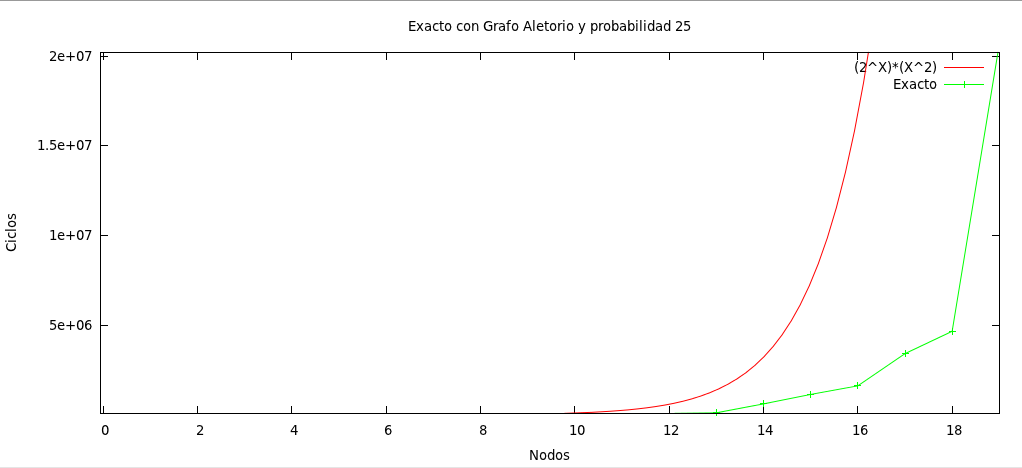 Exacto con Grafo Aletorio y probabilidad 25
2e+07
1.5e+07
1e+07
5e+06
Ciclos
(2^X)*(X^2)
Exacto
0 2 4 6 8 10 12 14 16 18
Nodos